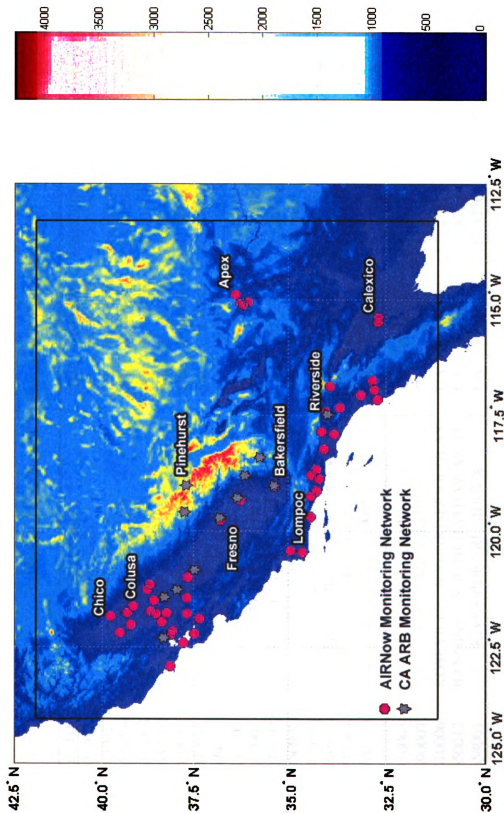 4000
3500
3000
2500
2000
1500
1000
500
0
42.5° N
40.0° N
37.5° N
35.0° N
32.5° N
30.0° N
125.0° W
122.5° W
120.0° W
117.5° W
115.0° W
112.5° W
Chico
Colusa
Pinehurst
Fresno
Bakersfield
Apex
Lompoc
Riverside
Calexico
AIRNow Monitoring Network
CA ARB Monitoring Network